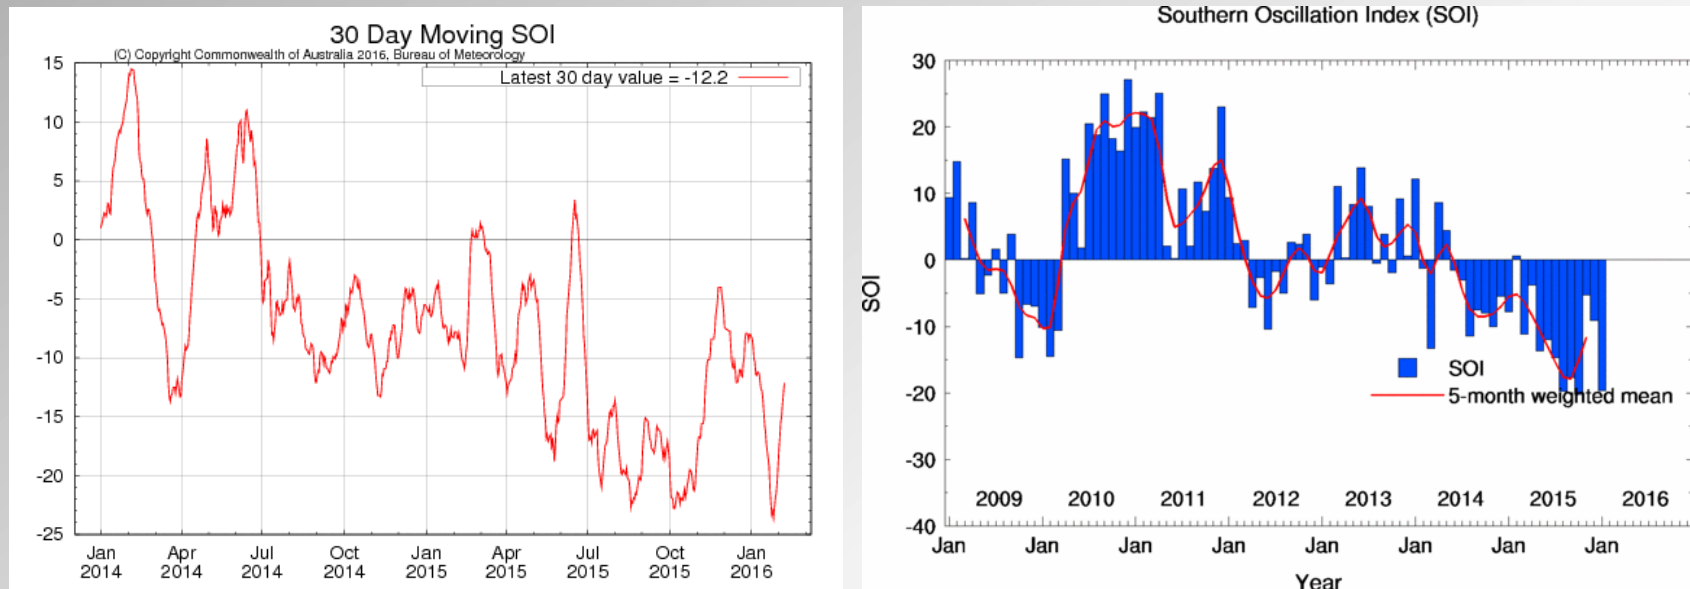 30 Day Moving SOI
(C) Copyright Commonwealth of Australia 2016, Bureau of Meteorology
Latest 30 day value = -12.2
15
10
5
0
-5
-10
-15
-20
-25
Jan Apr Jul Oct Jan Apr Jul Oct Jan
2014 2014 2014 2014 2015 2015 2015 2015 2016
Southern Oscillation Index (SOI)
30
20
10
0
-10
-20
-30
-40
SOI
SOI
5-month weighted mean
2009 2010 2011 2012 2013 2014 2015 2016
Jan Jan Jan Jan Jan Jan Jan Jan
Year